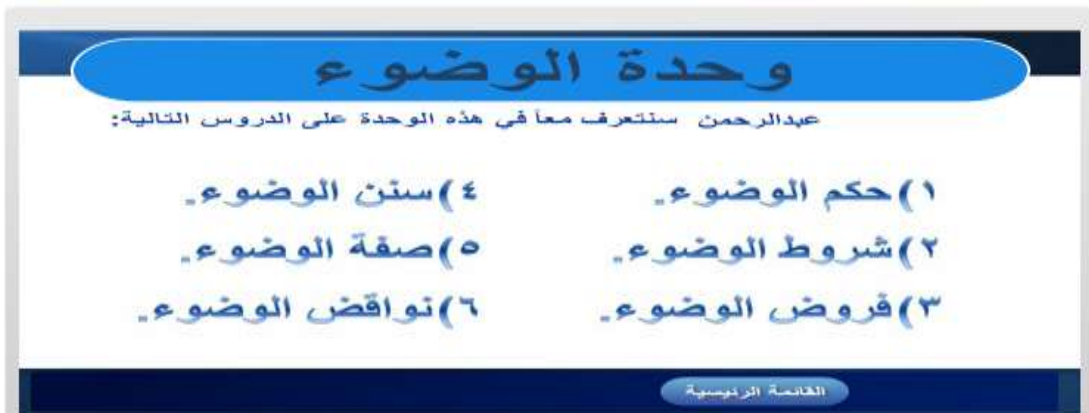 وحدة الوضوء
عبدالرحمن سنتعرف معاً في هذه الوحدة على الدروس التالية:
١)حكم الوضوء.
٢)شروط الوضوء.
٣)فروض الوضوء.
٤)سنن الوضوء.
٥)صفة الوضوء.
٦)نواقض الوضوء.
القائمة الرئيسية